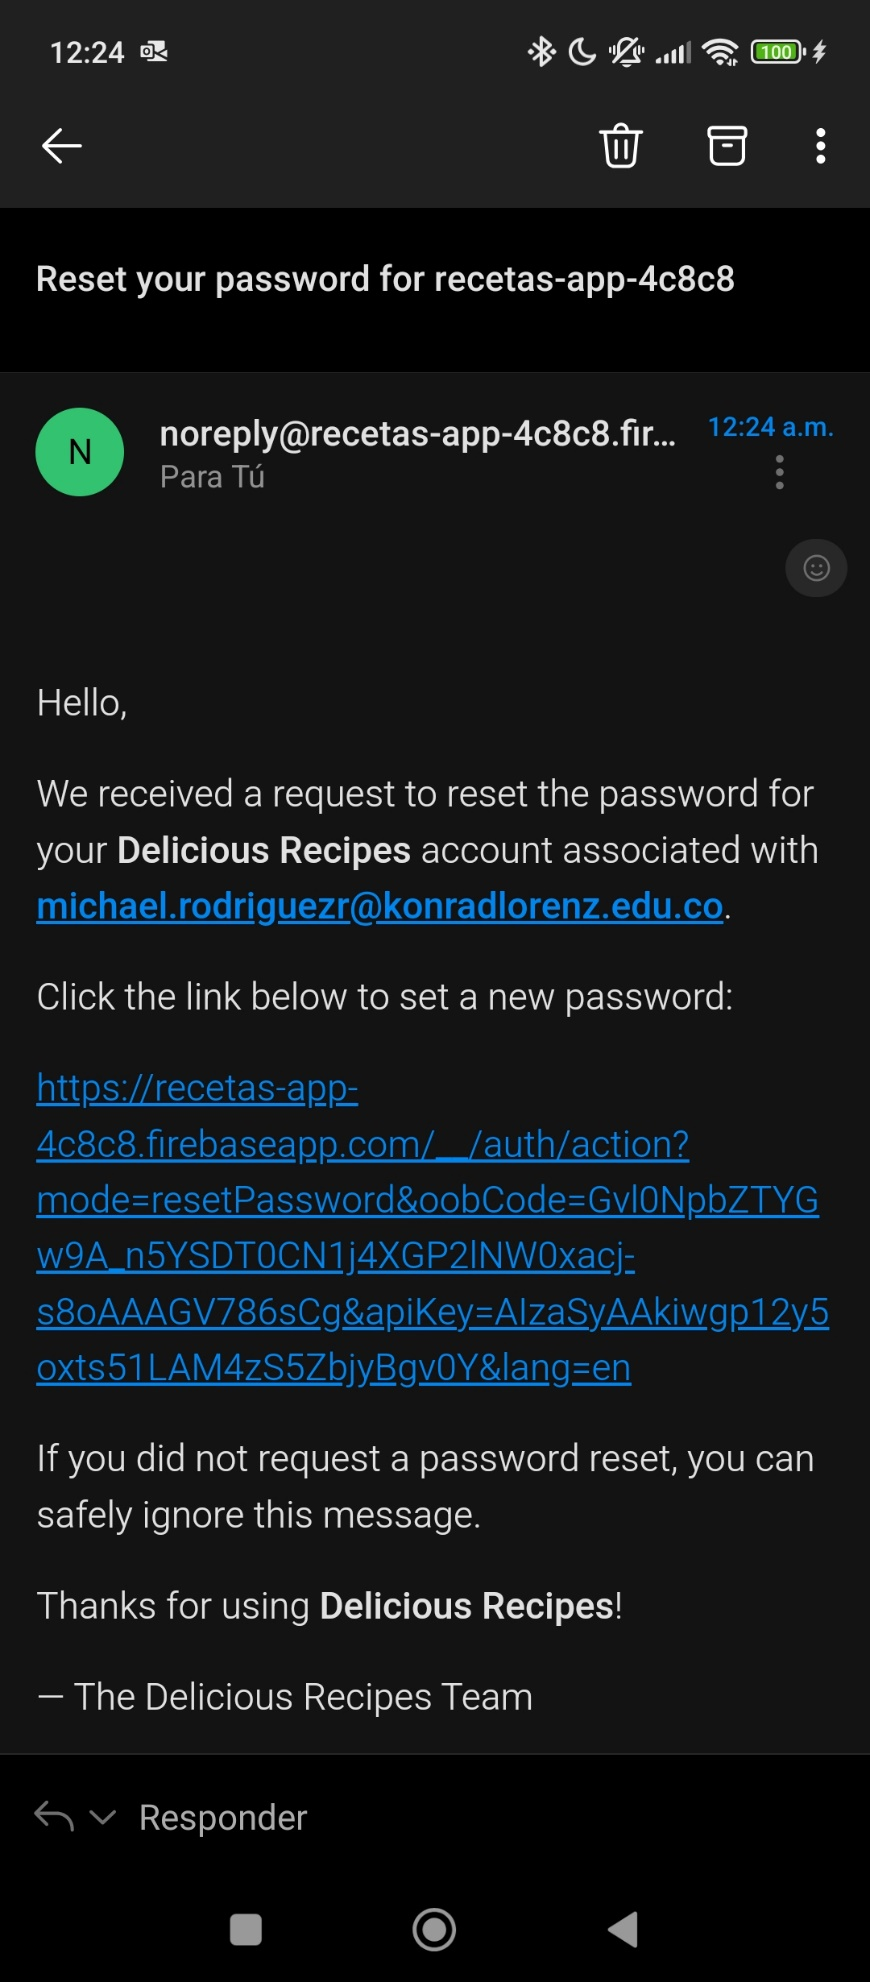 12:24
100
Reset your password for recetas-app-4c8c8
N
noreply@recetas-app-4c8c8.fir...
12:24 a.m.
Para Tú
Hello,
We received a request to reset the password for
your Delicious Recipes account associated with
michael.rodriguezr@konradlorenz.edu.co.
Click the link below to set a new password:
https://recetas-app-
4c8c8.firebaseapp.com/__/auth/action?
mode=resetPassword&oobCode=Gvl0NpbZTYG
w9A_n5YSDT0CN1j4XGP2lNW0xacj-
s8oAAAGV786sCg&apiKey=AIzaSyAAkiwgp12y5
oxts51LAM4zS5ZbjyBgv0Y&lang=en
If you did not request a password reset, you can
safely ignore this message.
Thanks for using Delicious Recipes!
— The Delicious Recipes Team
Responder